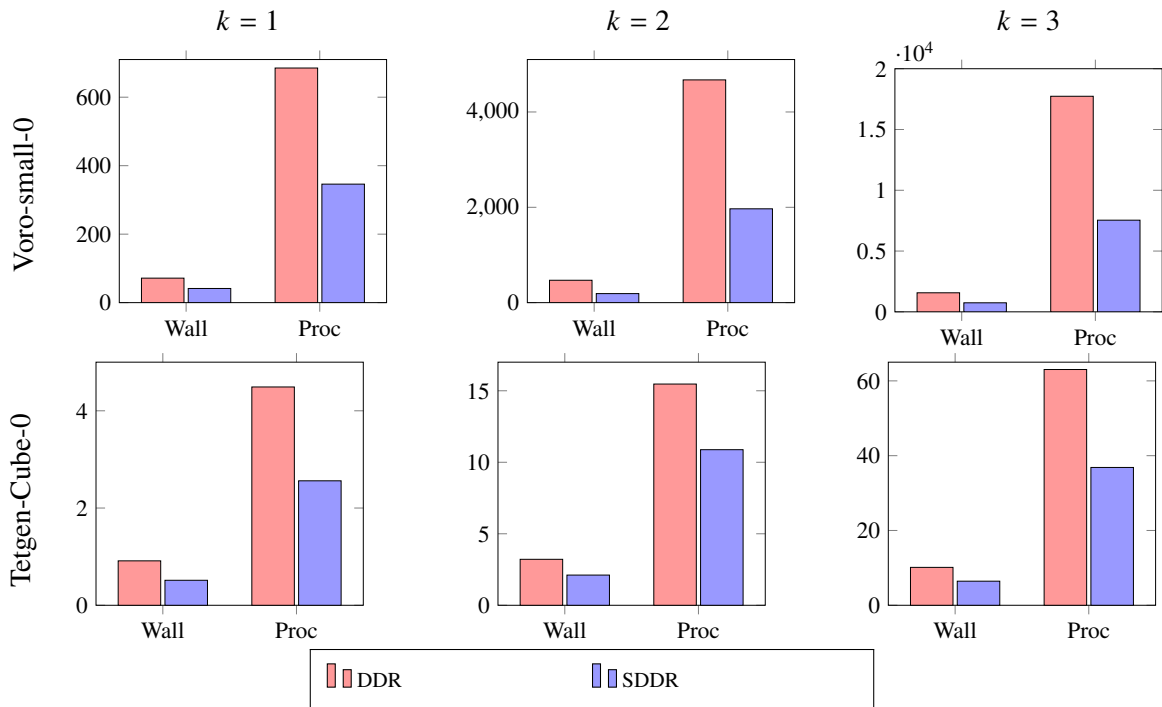 k = 1
k = 2
k = 3
Voro-small-0
600
400
200
0
Wall Proc
4,000
2,000
0
Wall Proc
·10⁴
2
1.5
1
0.5
0
Wall Proc
Tetgen-Cube-0
4
2
0
Wall Proc
15
10
5
0
Wall Proc
60
40
20
0
Wall Proc
DDR SDDR